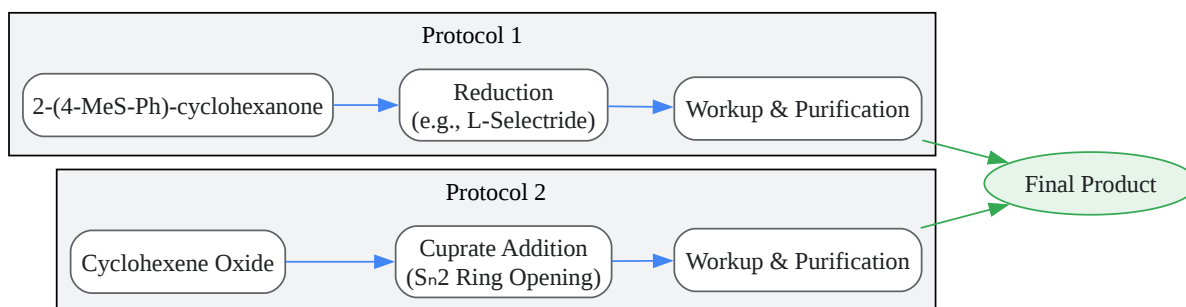 Protocol 1
2-(4-MeS-Ph)-cyclohexanone
Reduction
(e.g., L-Selectride)
Workup & Purification
Final Product
Protocol 2
Cyclohexene Oxide
Cuprate Addition
(Sₙ2 Ring Opening)
Workup & Purification